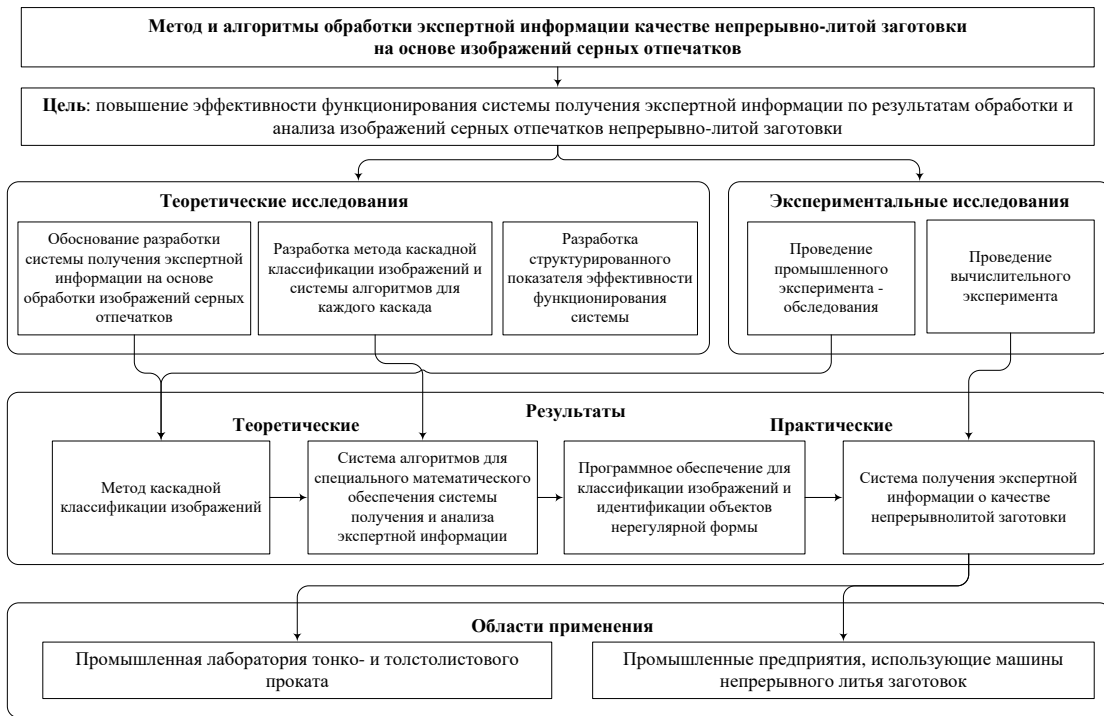 Метод и алгоритмы обработки экспертной информации качестве непрерывно-литой заготовки
на основе изображений серных отпечатков
Цель: повышение эффективности функционирования системы получения экспертной информации по результатам обработки и
анализа изображений серных отпечатков непрерывно-литой заготовки
Теоретические исследования
Обоснование разработки
системы получения экспертной
информации на основе
обработки изображений серных
отпечатков
Разработка метода каскадной
классификации изображений и
системы алгоритмов для
каждого каскада
Разработка
структурированного
показателя эффективности
функционирования
системы
Экспериментальные исследования
Проведение
промышленного
эксперимента -
обследования
Проведение
вычислительного
эксперимента
Результаты
Теоретические
Практические
Метод каскадной
классификации изображений
Система алгоритмов для
специального математического
обеспечения системы
получения и анализа
экспертной информации
Программное обеспечение для
классификации изображений и
идентификации объектов
нерегулярной формы
Система получения экспертной
информации о качестве
непрерывнолитой заготовки
Области применения
Промышленная лаборатория тонко- и толстолистового
проката
Промышленные предприятия, использующие машины
непрерывного литья заготовок